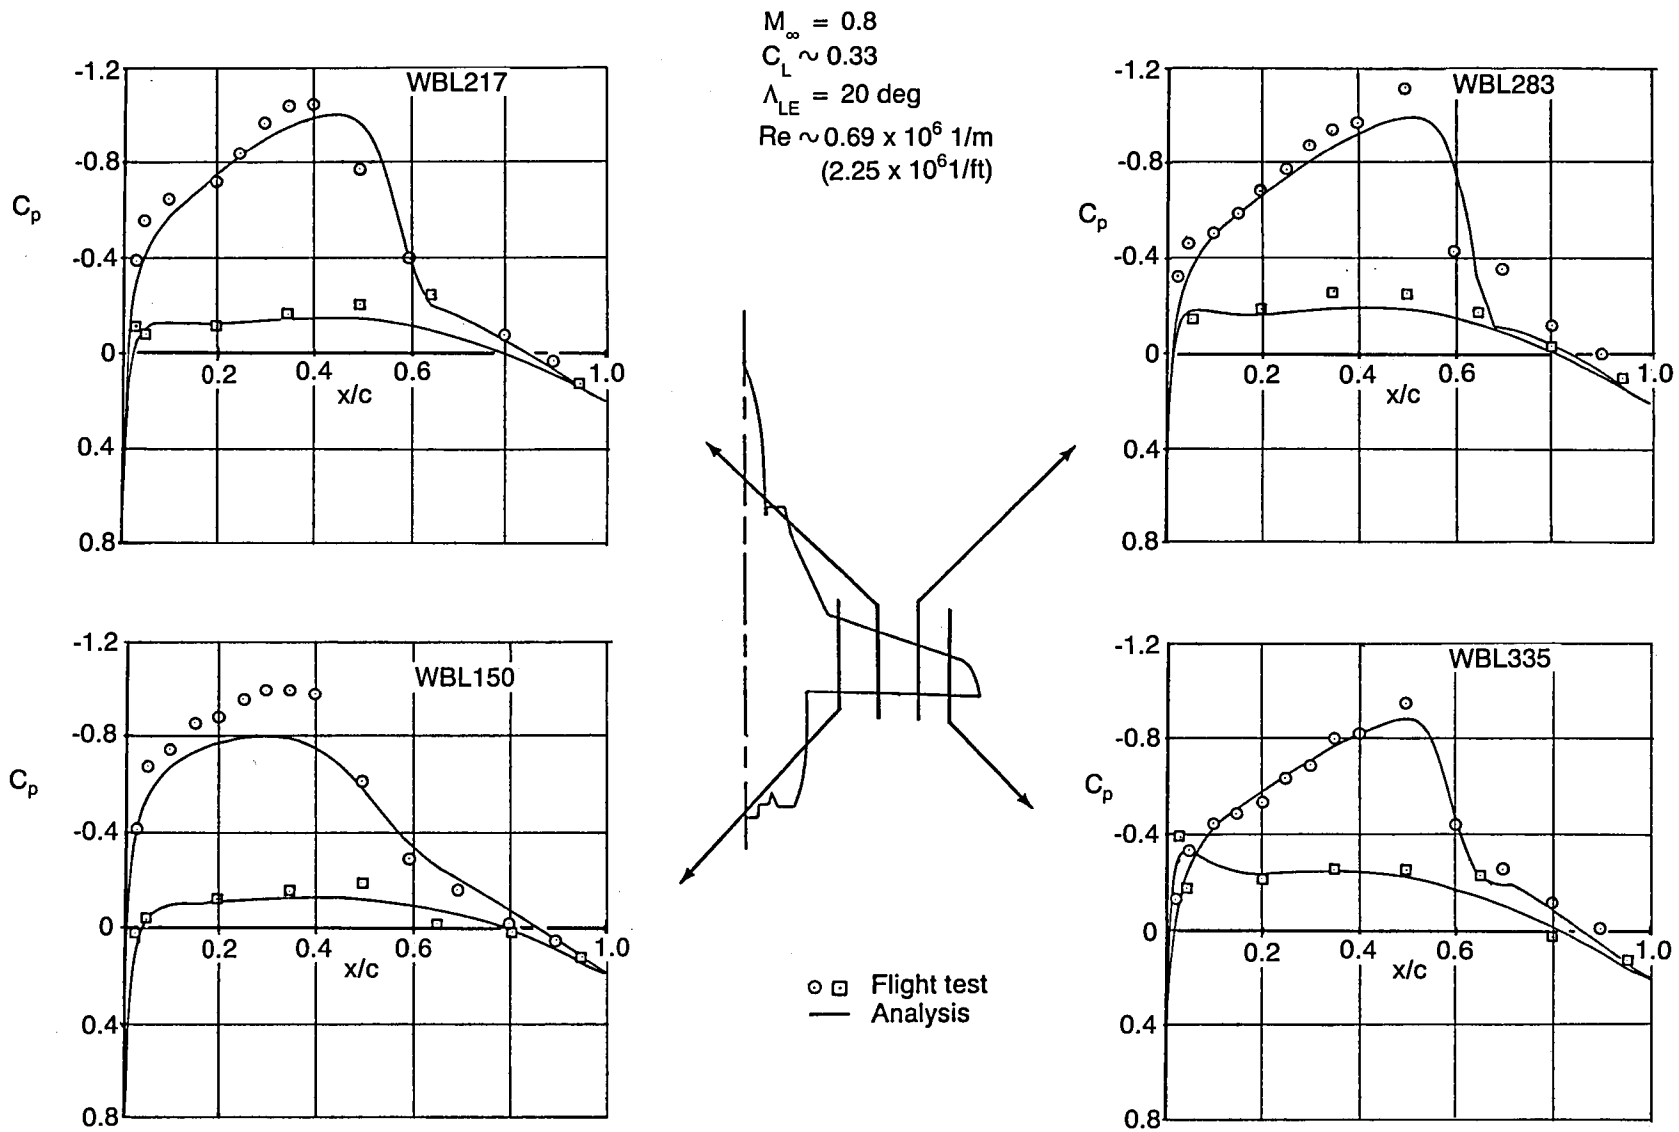 M∞ = 0.8
CL ~ 0.33
ΛLE = 20 deg
Re ~ 0.69 x 10⁶ 1/m
(2.25 x 10⁶1/ft)
WBL217
-1.2
-0.8
Cp
-0.4
0
0.2 0.4 0.6 1.0
x/c
0.4
0.8
WBL283
-1.2
-0.8
Cp
-0.4
0
0.2 0.4 0.6 1.0
x/c
0.4
0.8
WBL150
-1.2
-0.8
Cp
-0.4
0
0.2 0.4 0.6 1.0
x/c
0.4
0.8
WBL335
-1.2
-0.8
Cp
-0.4
0
0.2 0.4 0.6 1.0
x/c
0.4
0.8
Flight test
Analysis